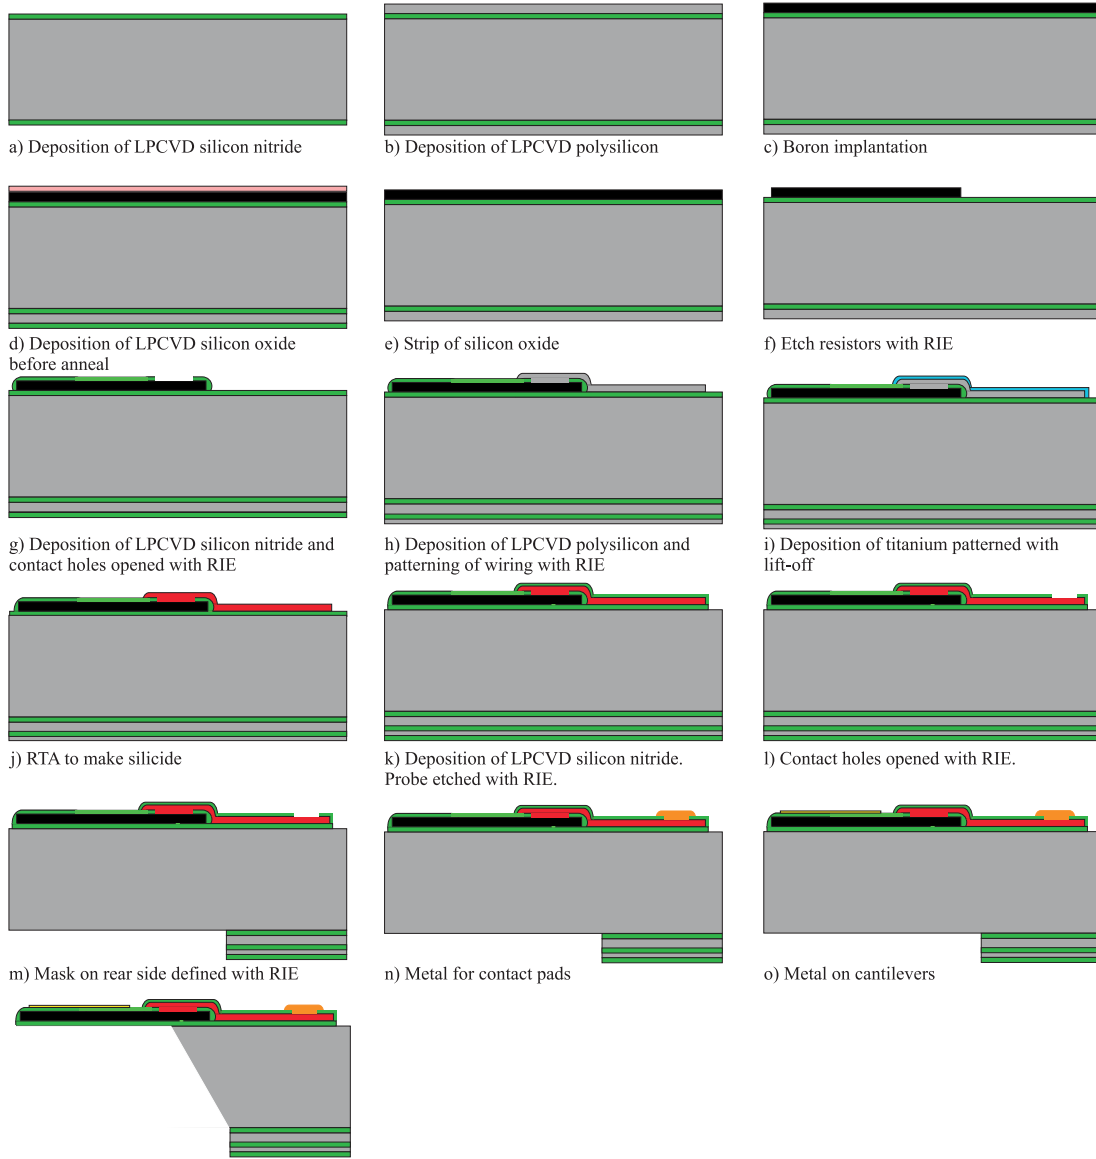 a) Deposition of LPCVD silicon nitride
b) Deposition of LPCVD polysilicon
c) Boron implantation
d) Deposition of LPCVD silicon oxide
before anneal
e) Strip of silicon oxide
f) Etch resistors with RIE
g) Deposition of LPCVD silicon nitride and
contact holes opened with RIE
h) Deposition of LPCVD polysilicon and
patterning of wiring with RIE
i) Deposition of titanium patterned with
lift-off
j) RTA to make silicide
k) Deposition of LPCVD silicon nitride.
Probe etched with RIE.
l) Contact holes opened with RIE.
m) Mask on rear side defined with RIE
n) Metal for contact pads
o) Metal on cantilevers